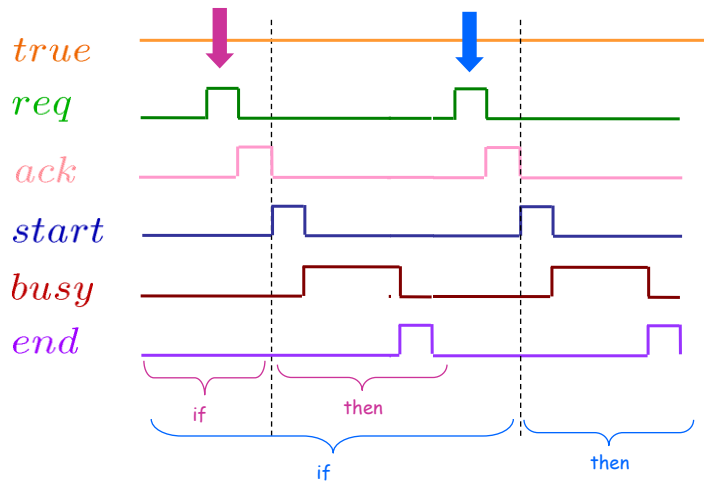 true
req
ack
start
busy
end
if
then
if
then